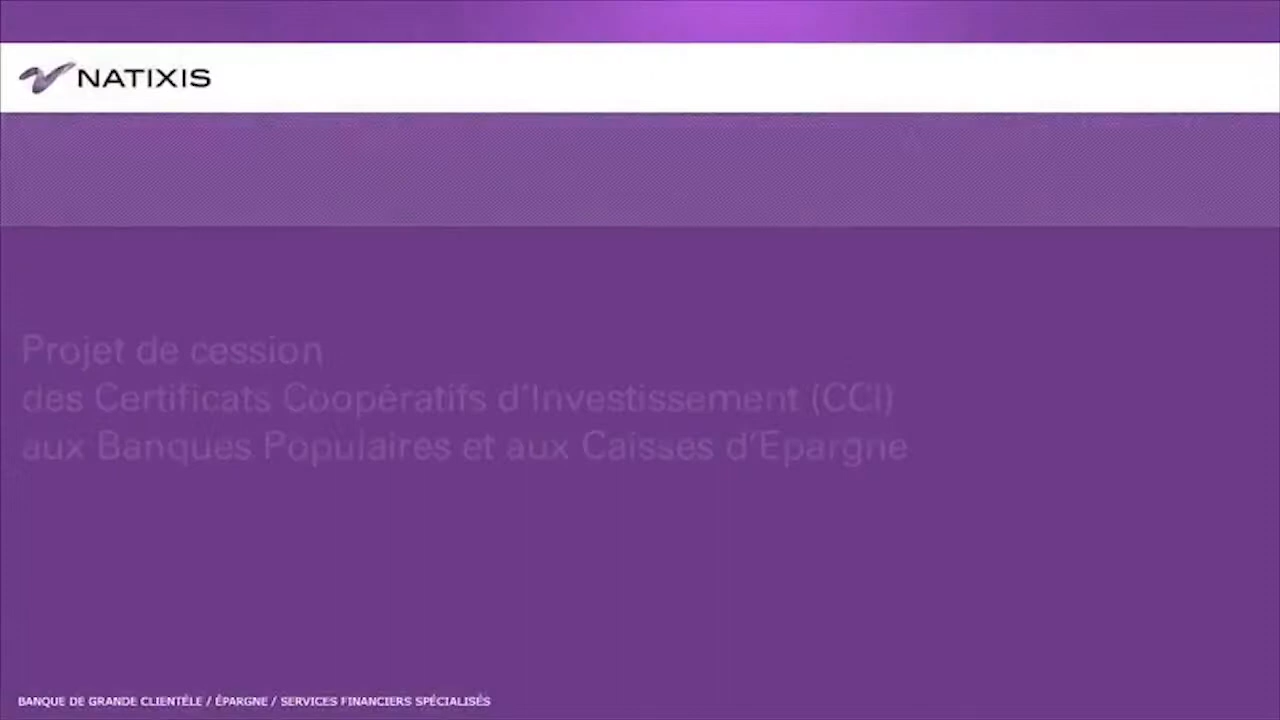 NATIXIS
Projet de cession
des Certificats Coopératifs d'Investissement (CCI)
aux Banques Populaires et aux Caisses d'Epargne
BANQUE DE GRANDE CLIENTÈLE / ÉPARGNE / SERVICES FINANCIERS SPÉCIALISÉS